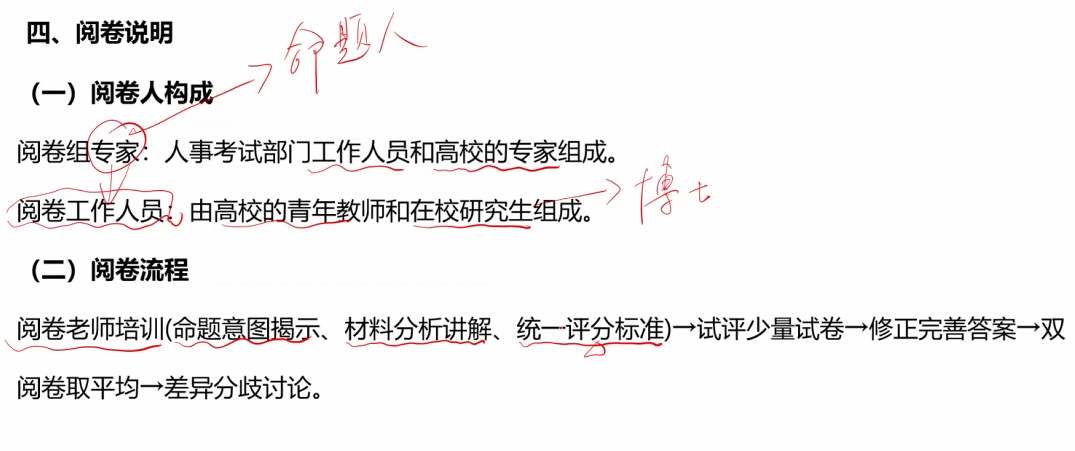 四、阅卷说明
命题人
（一）阅卷人构成
阅卷组专家：人事考试部门工作人员和高校的专家组成。
阅卷工作人员：由高校的青年教师和在校研究生组成。
博士
（二）阅卷流程
阅卷老师培训(命题意图揭示、材料分析讲解、统一评分标准)→试评少量试卷→修正完善答案→双
阅卷取平均→差异分歧讨论。